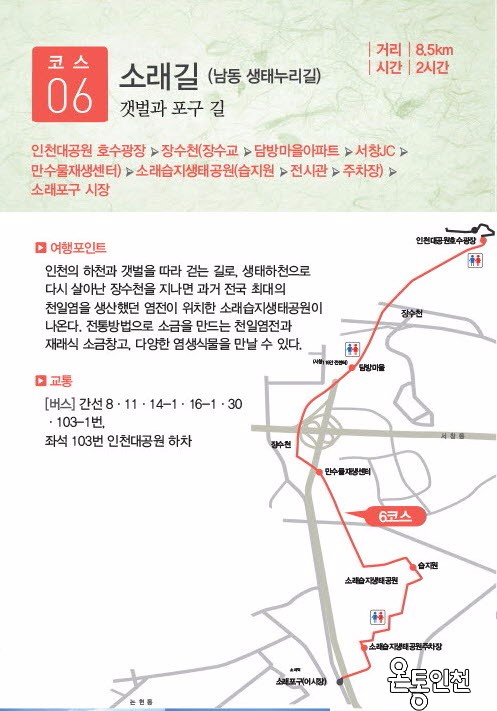 코 스
06
소래길 (남동 생태누리길)
갯벌과 포구 길
거리 8.5km
시간 2시간
인천대공원 호수광장 > 장수천(장수교 > 담방마을아파트 > 서창JC >
만수물재생센터) > 소래습지생태공원(습지원 > 전시관 > 주차장) >
소래포구 시장
여행포인트
인천의 하천과 갯벌을 따라 걷는 길로, 생태하천으로
다시 살아난 장수천을 지나면 과거 전국 최대의
천일염을 생산했던 염전이 위치한 소래습지생태공원이
나온다. 전통방법으로 소금을 만드는 천일염전과
재래식 소금창고, 다양한 염생식물을 만날 수 있다.
교통
[버스] 간선 8 · 11 · 14-1 · 16-1 · 30
· 103-1번,
좌석 103번 인천대공원 하차
인천대공원호수광장
장수천
담방마을
장수천
서 창 동
만수물재생센터
6코스
습지원
소래습지생태공원
소래습지생태공원주차장
소래포구(어시장)
논 현 동
온통인천